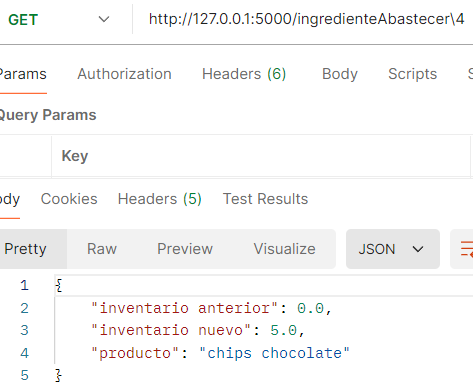 GET http://127.0.0.1:5000/ingredienteAbastecer\4
Params Authorization Headers (6) Body Scripts
Query Params
Key
Body Cookies Headers (5) Test Results
Pretty Raw Preview Visualize JSON
1 {
2 "inventario anterior": 0.0,
3 "inventario nuevo": 5.0,
4 "producto": "chips chocolate"
5 }